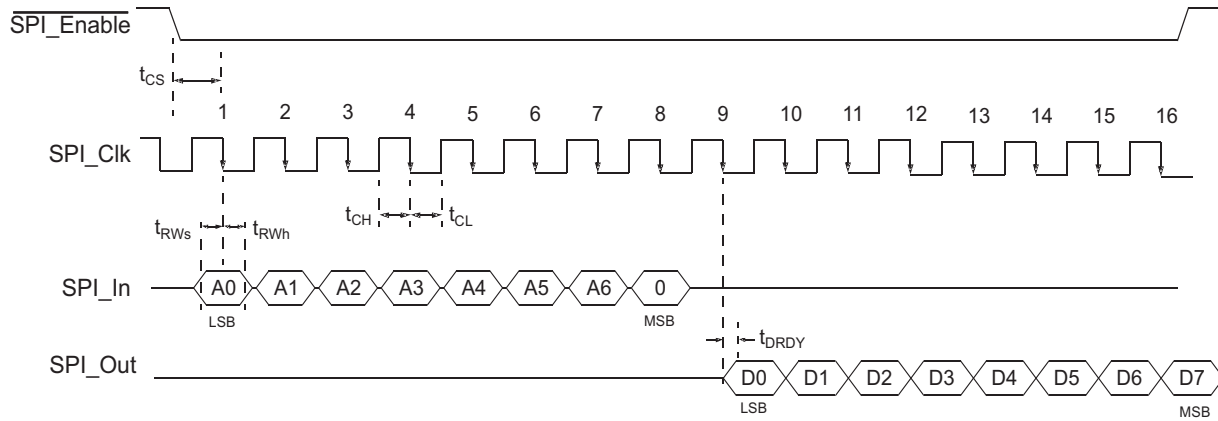 SPI_Enable
tCS
1 2 3 4 5 6 7 8 9 10 11 12 13 14 15 16
SPI_Clk
tCH tCL
tRWs tRWh
SPI_In A0 A1 A2 A3 A4 A5 A6 0
LSB MSB
tDRDY
SPI_Out D0 D1 D2 D3 D4 D5 D6 D7
LSB MSB